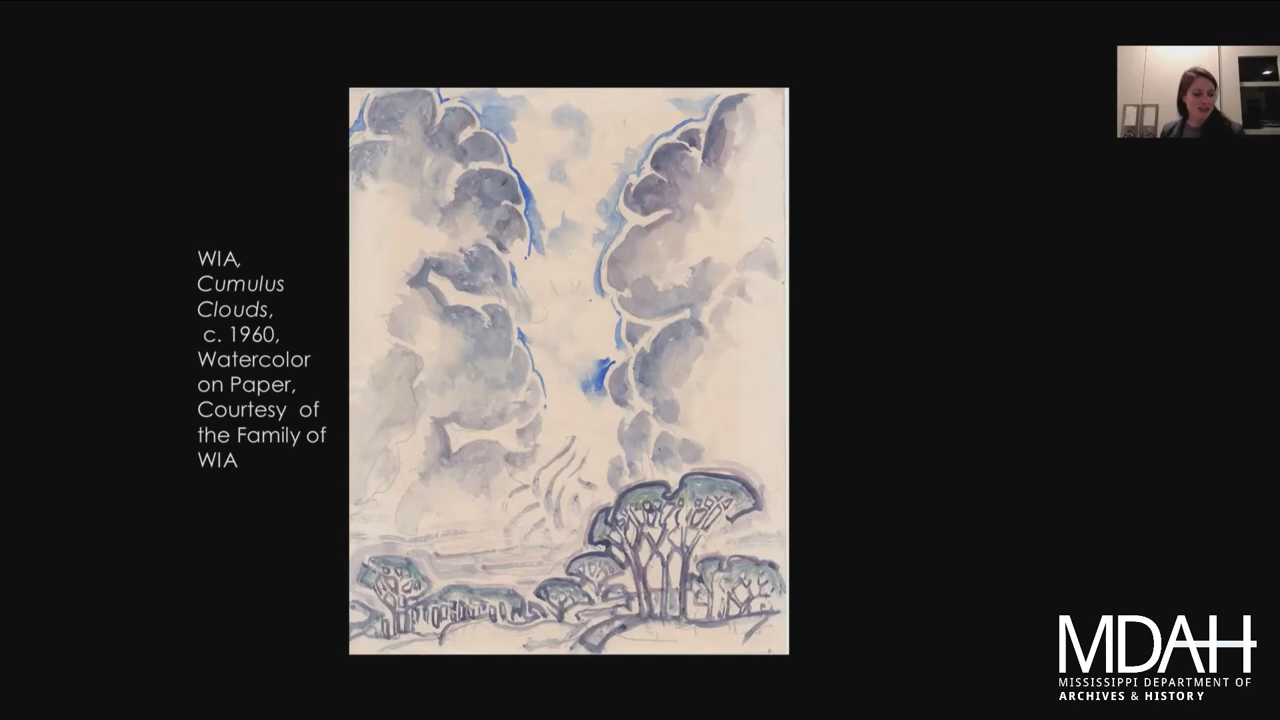 WIA,
Cumulus
Clouds,
c. 1960,
Watercolor
on Paper,
Courtesy of
the Family of
WIA
MDAH
MISSISSIPPI DEPARTMENT OF
ARCHIVES & HISTORY